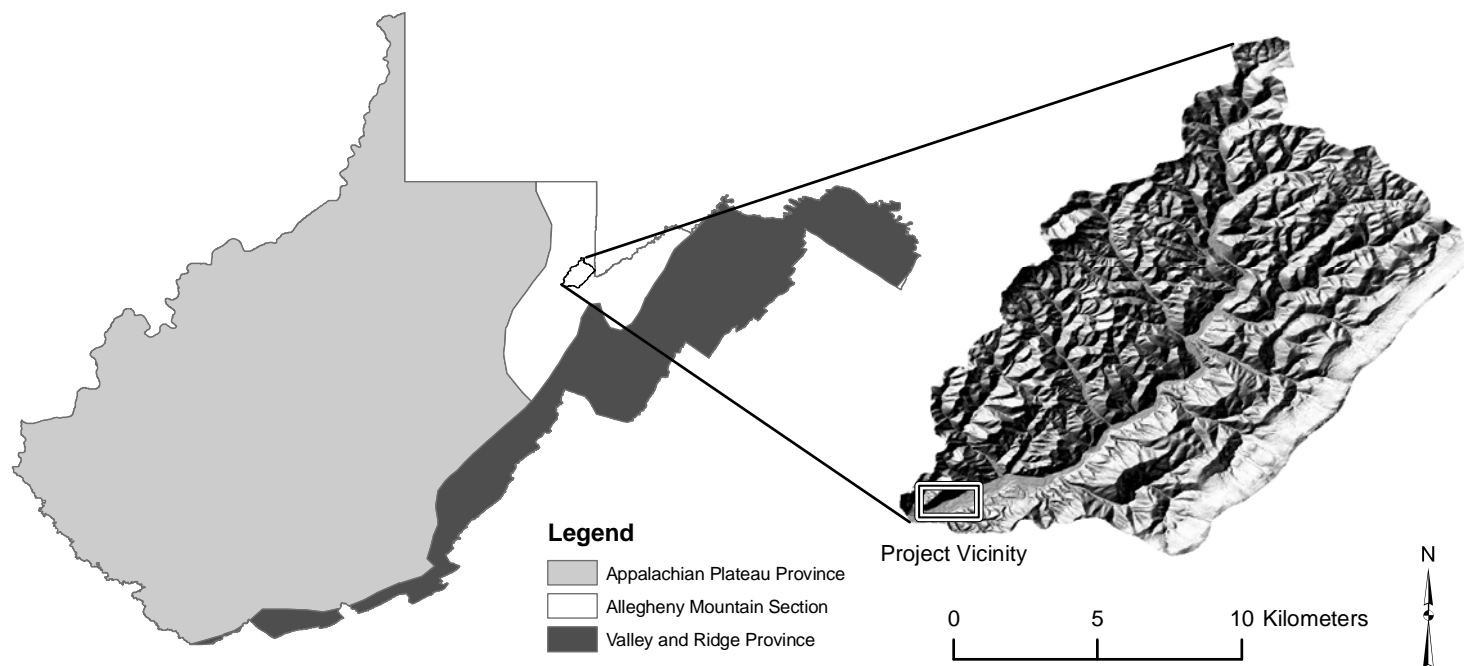 Legend
Appalachian Plateau Province
Allegheny Mountain Section
Valley and Ridge Province
Project Vicinity
0 5 10 Kilometers
N